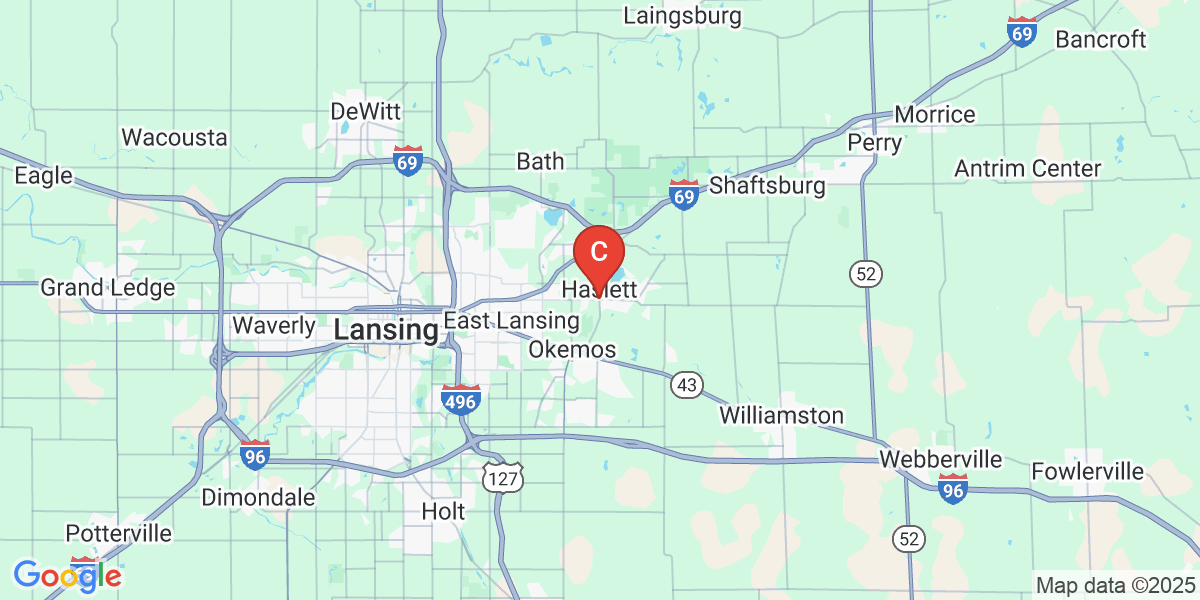 Laingsburg
69
Bancroft
DeWitt
Morrice
Wacousta
Perry
69
Bath
Antrim Center
Eagle
Shaftsburg
69
C
52
Grand Ledge
Haslett
Waverly
Lansing
East Lansing
Okemos
43
496
Williamston
96
Webberville
Fowlerville
127
96
Dimondale
Holt
Potterville
52
Google
Map data ©2025